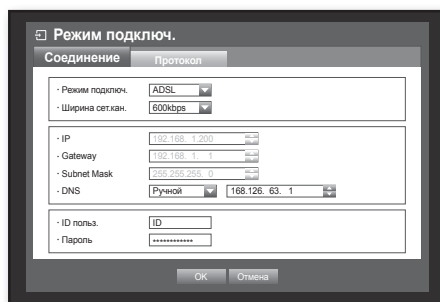 Режим подключ.
Соединение Протокол
· Режим подключ. ADSL
· Ширина сет.кан. 600kbps
· IP 192.168. 1.200
· Gateway 192.168. 1. 1
· Subnet Mask 255.255.255. 0
· DNS Ручной 168.126. 63. 1
· ID польз. ID
· Пароль ************
OK Отмена